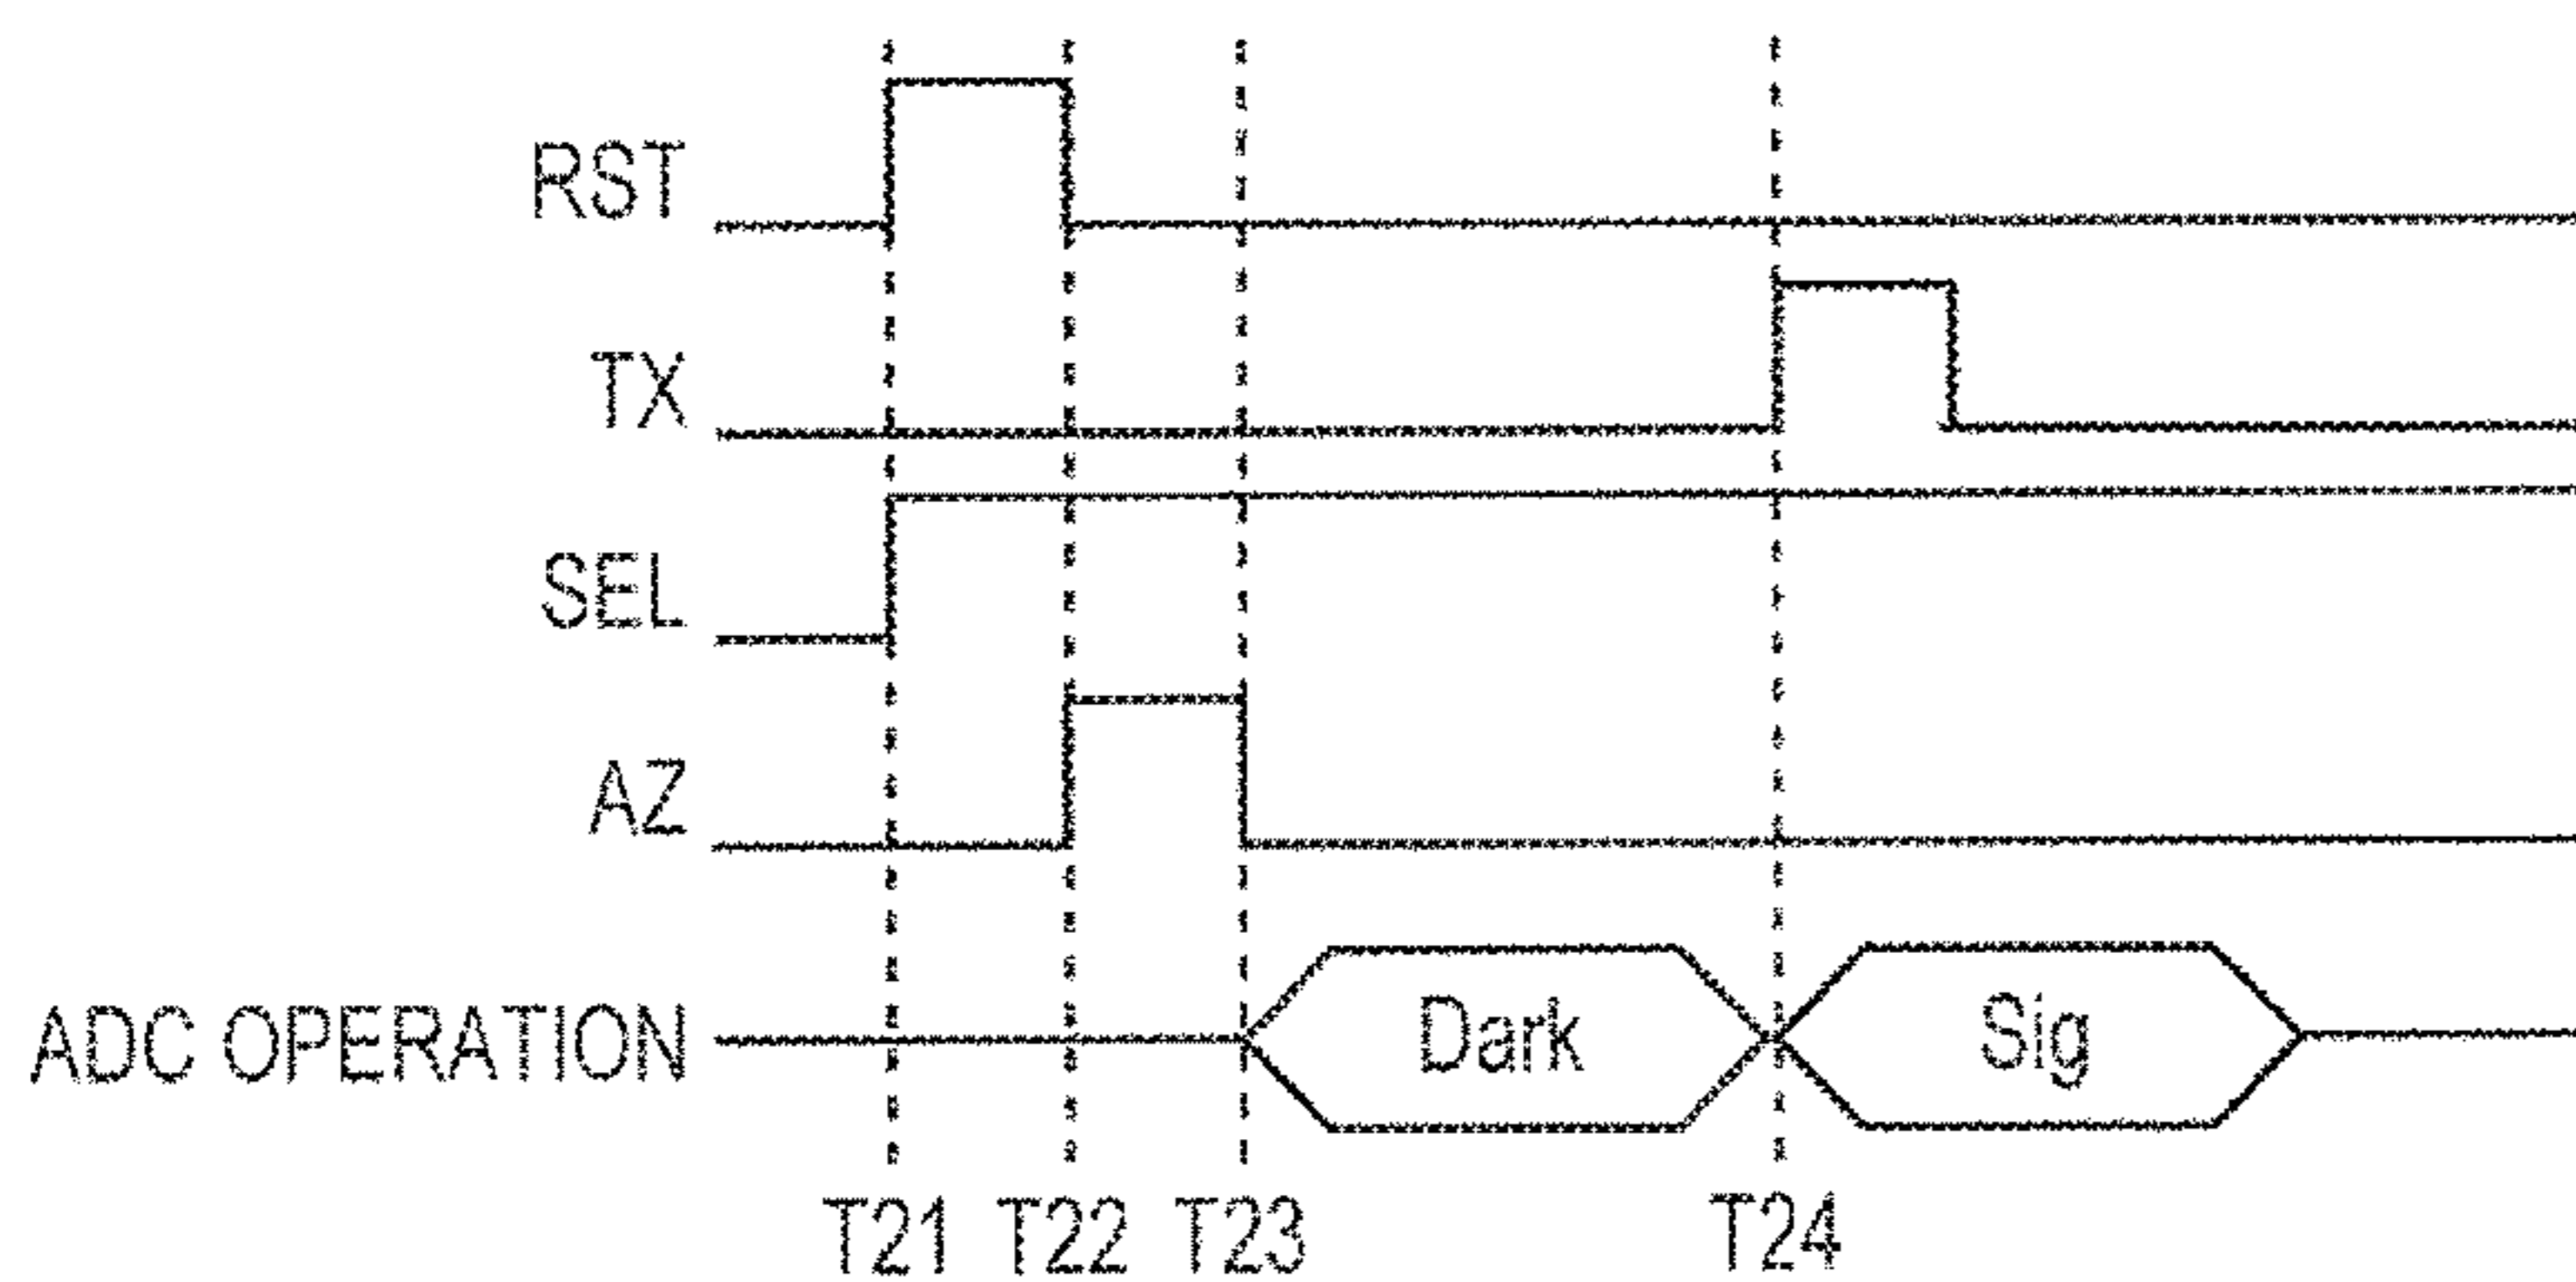 RST
TX
SEL
AZ
ADC OPERATION
Dark
Sig
T21 T22 T23 T24